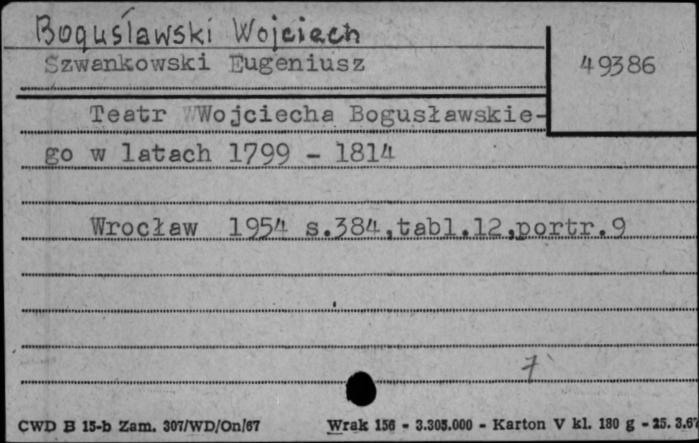 Bogusławski Wojciech
Szwankowski Eugeniusz
49386
Teatr Wojciecha Bogusławskie-
go w latach 1799 - 1814
Wrocław 1954 s.384,tabl.12,portr.9
7
CWD B 15-b Zam. 307/WD/On/67
Wrak 156 - 3.305.000 - Karton V kl. 180 g - 25. 3.67